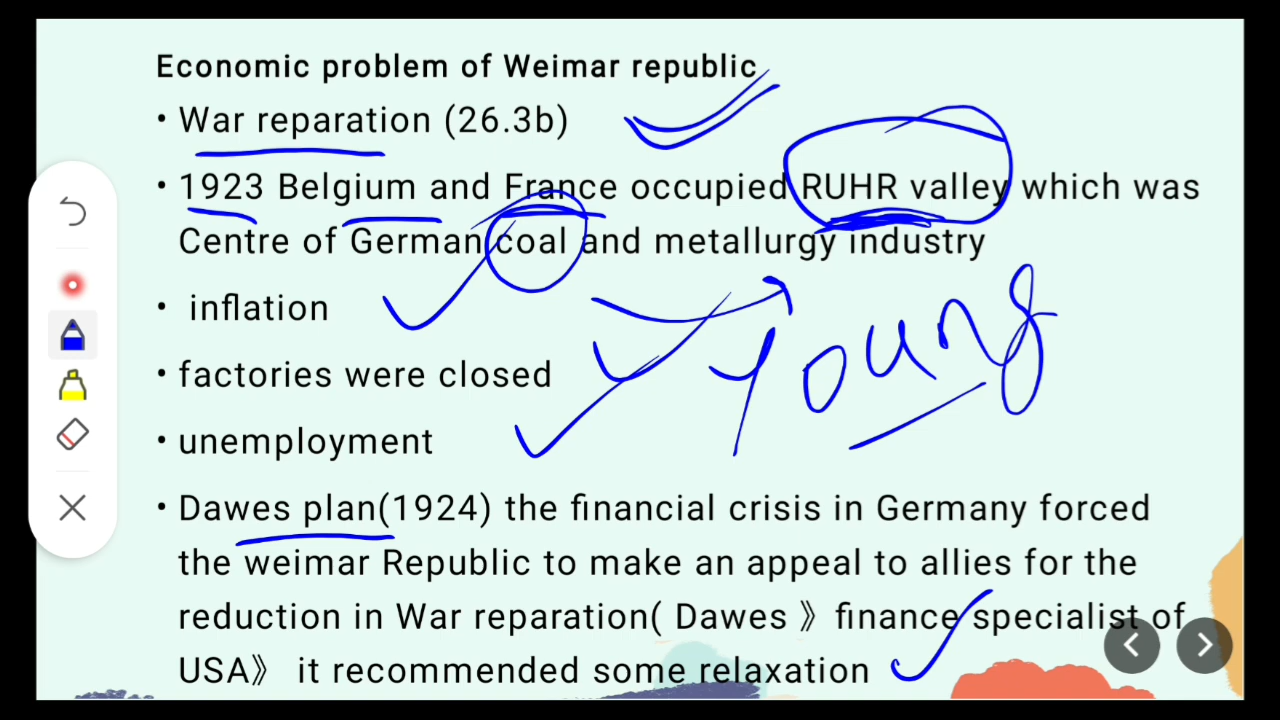 Economic problem of Weimar republic
• War reparation (26.3b)
• 1923 Belgium and France occupied RUHR valley which was
Centre of German coal and metallurgy industry
• inflation
• factories were closed
Young
• unemployment
• Dawes plan(1924) the financial crisis in Germany forced
the weimar Republic to make an appeal to allies for the
reduction in War reparation( Dawes 》 finance specialist of
USA》 it recommended some relaxation